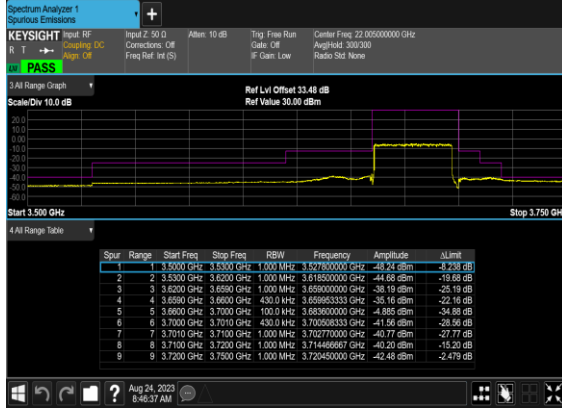 Spectrum Analyzer 1
Spurious Emissions
+
KEYSIGHT Input: RF Input Z: 50 Ω Atten: 10 dB Trig: Free Run Center Freq: 22.005000000 GHz
R T Coupling: DC Corrections: Off Gate: Off Avg|Hold: 300/300
Align: Off Freq Ref: Int (S) IF Gain: Low Radio Std: None
PASS
3 All Range Graph
Ref Lvl Offset 33.48 dB
Scale/Div 10.0 dB Ref Value 30.00 dBm
20.0
10.0
0.00
-10.0
-20.0
-30.0
-40.0
-50.0
-60.0
Start 3.500 GHz Stop 3.750 GH
4 All Range Table
Spur Range Start Freq Stop Freq RBW Frequency Amplitude ΔLimit
1 1 3.5000 GHz 3.5300 GHz 1.000 MHz 3.527800000 GHz -48.24 dBm -8.238 dB
2 2 3.5300 GHz 3.6200 GHz 1.000 MHz 3.618500000 GHz -44.68 dBm -19.68 dB
3 3 3.6200 GHz 3.6590 GHz 1.000 MHz 3.659000000 GHz -38.19 dBm -25.19 dB
4 4 3.6590 GHz 3.6600 GHz 430.0 kHz 3.659953333 GHz -35.16 dBm -22.16 dB
5 5 3.6600 GHz 3.7000 GHz 100.0 kHz 3.683600000 GHz -4.885 dBm -34.88 dB
6 6 3.7000 GHz 3.7010 GHz 430.0 kHz 3.700508333 GHz -41.56 dBm -28.56 dB
7 7 3.7010 GHz 3.7100 GHz 1.000 MHz 3.702770000 GHz -40.77 dBm -27.77 dB
8 8 3.7100 GHz 3.7200 GHz 1.000 MHz 3.714466667 GHz -40.20 dBm -15.20 dB
9 9 3.7200 GHz 3.7500 GHz 1.000 MHz 3.720450000 GHz -42.48 dBm -2.479 dB
?
Aug 24, 2023
8:46:37 AM